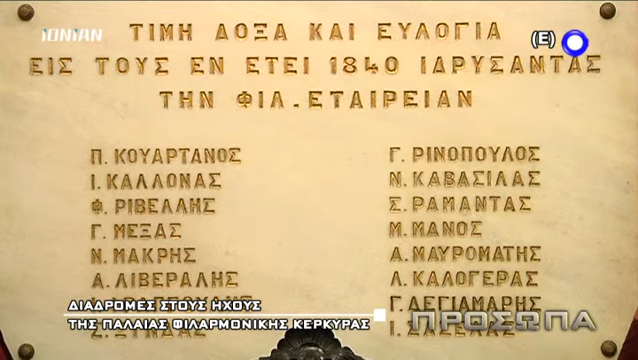 IONIAN
(E)
ΤΙΜΗ ΔΟΞΑ ΚΑΙ ΕΥΛΟΓΙΑ
ΕΙΣ ΤΟΥΣ ΕΝ ΕΤΕΙ 1840 ΙΔΡΥΣΑΝΤΑΣ
ΤΗΝ ΦΙΛ. ΕΤΑΙΡΕΙΑΝ
Π. ΚΟΥΑΡΤΑΝΟΣ
Ι. ΚΑΛΛΟΝΑΣ
Φ. ΡΙΒΕΛΛΗΣ
Γ. ΜΕΞΑΣ
Ν. ΜΑΚΡΗΣ
Α. ΛΙΒΕΡΑΛΗΣ
Γ. ΡΙΝΟΠΟΥΛΟΣ
Ν. ΚΑΒΑΣΙΛΑΣ
Σ. ΡΑΜΑΝΤΑΣ
Μ. ΜΑΝΟΣ
Α. ΜΑΥΡΟΜΑΤΗΣ
Λ. ΚΑΛΟΓΕΡΑΣ
Γ. ΔΕΓΙΑΜΑΡΗΣ
ΔΙΑΔΡΟΜΕΣ ΣΤΟΥΣ ΗΧΟΥΣ
ΤΗΣ ΠΑΛΑΙΑΣ ΦΙΛΑΡΜΟΝΙΚΗΣ ΚΕΡΚΥΡΑΣ
ΠΡΟΣΩΠΑ